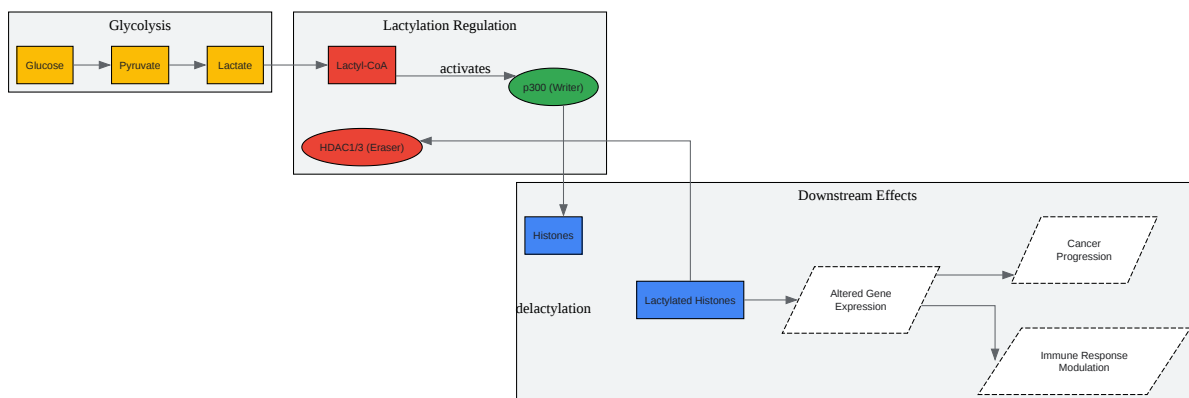 Glycolysis
Glucose
Pyruvate
Lactate
Lactylation Regulation
Lactyl-CoA
activates
p300 (Writer)
HDAC1/3 (Eraser)
Downstream Effects
Histones
delactylation
Lactylated Histones
Altered Gene
Expression
Cancer
Progression
Immune Response
Modulation